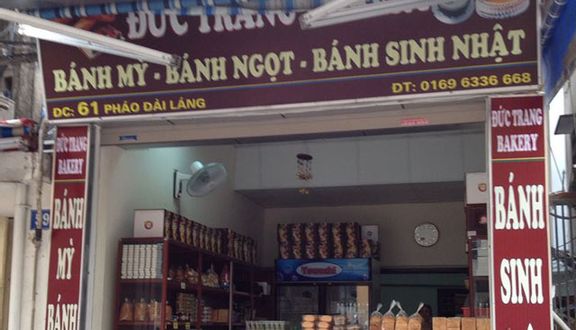 ĐỨC TRANG
BÁNH MỲ - BÁNH NGỌT - BÁNH SINH NHẬT
ĐC: 61 PHÁO ĐÀI LÁNG
ĐT: 0169 6336 668
ĐỨC TRANG
BAKERY
BÁNH
MỲ
BÁNH
59
ĐỨC TRANG
BAKERY
BÁNH
SINH